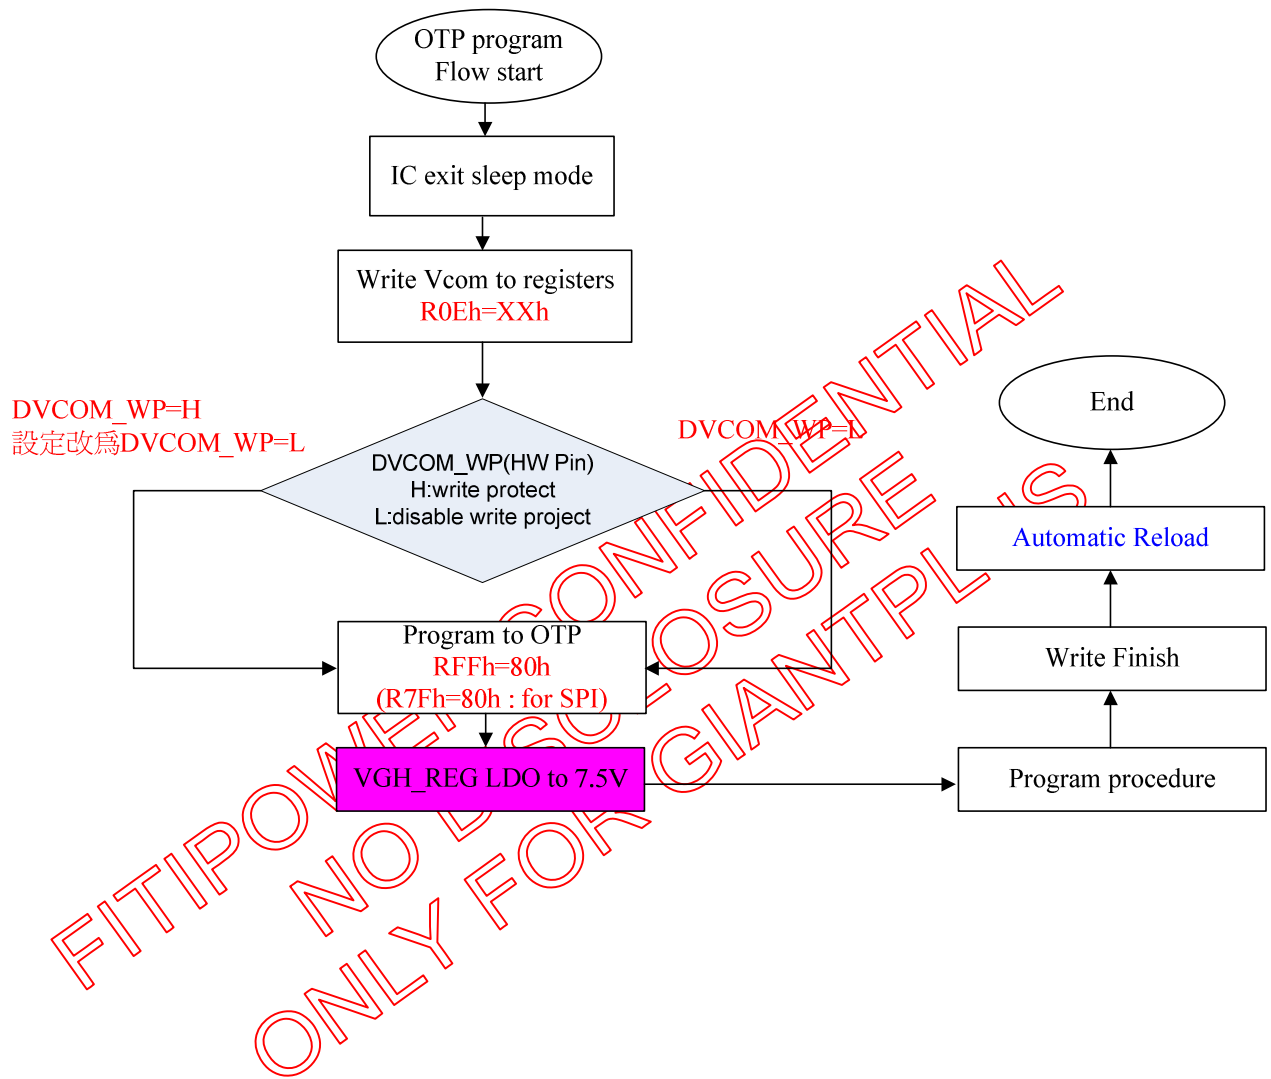 OTP program
Flow start
IC exit sleep mode
Write Vcom to registers
R0Eh=XXh
DVCOM_WP=H
設定改為DVCOM_WP=L
DVCOM_WP=L
DVCOM_WP(HW Pin)
H:write protect
L:disable write project
Program to OTP
RFFh=80h
(R7Fh=80h : for SPI)
VGH_REG LDO to 7.5V
End
Automatic Reload
Write Finish
Program procedure
FITIPOWER CONFIDENTIAL
NO DISCLOSURE
ONLY FOR GIANTPLUS